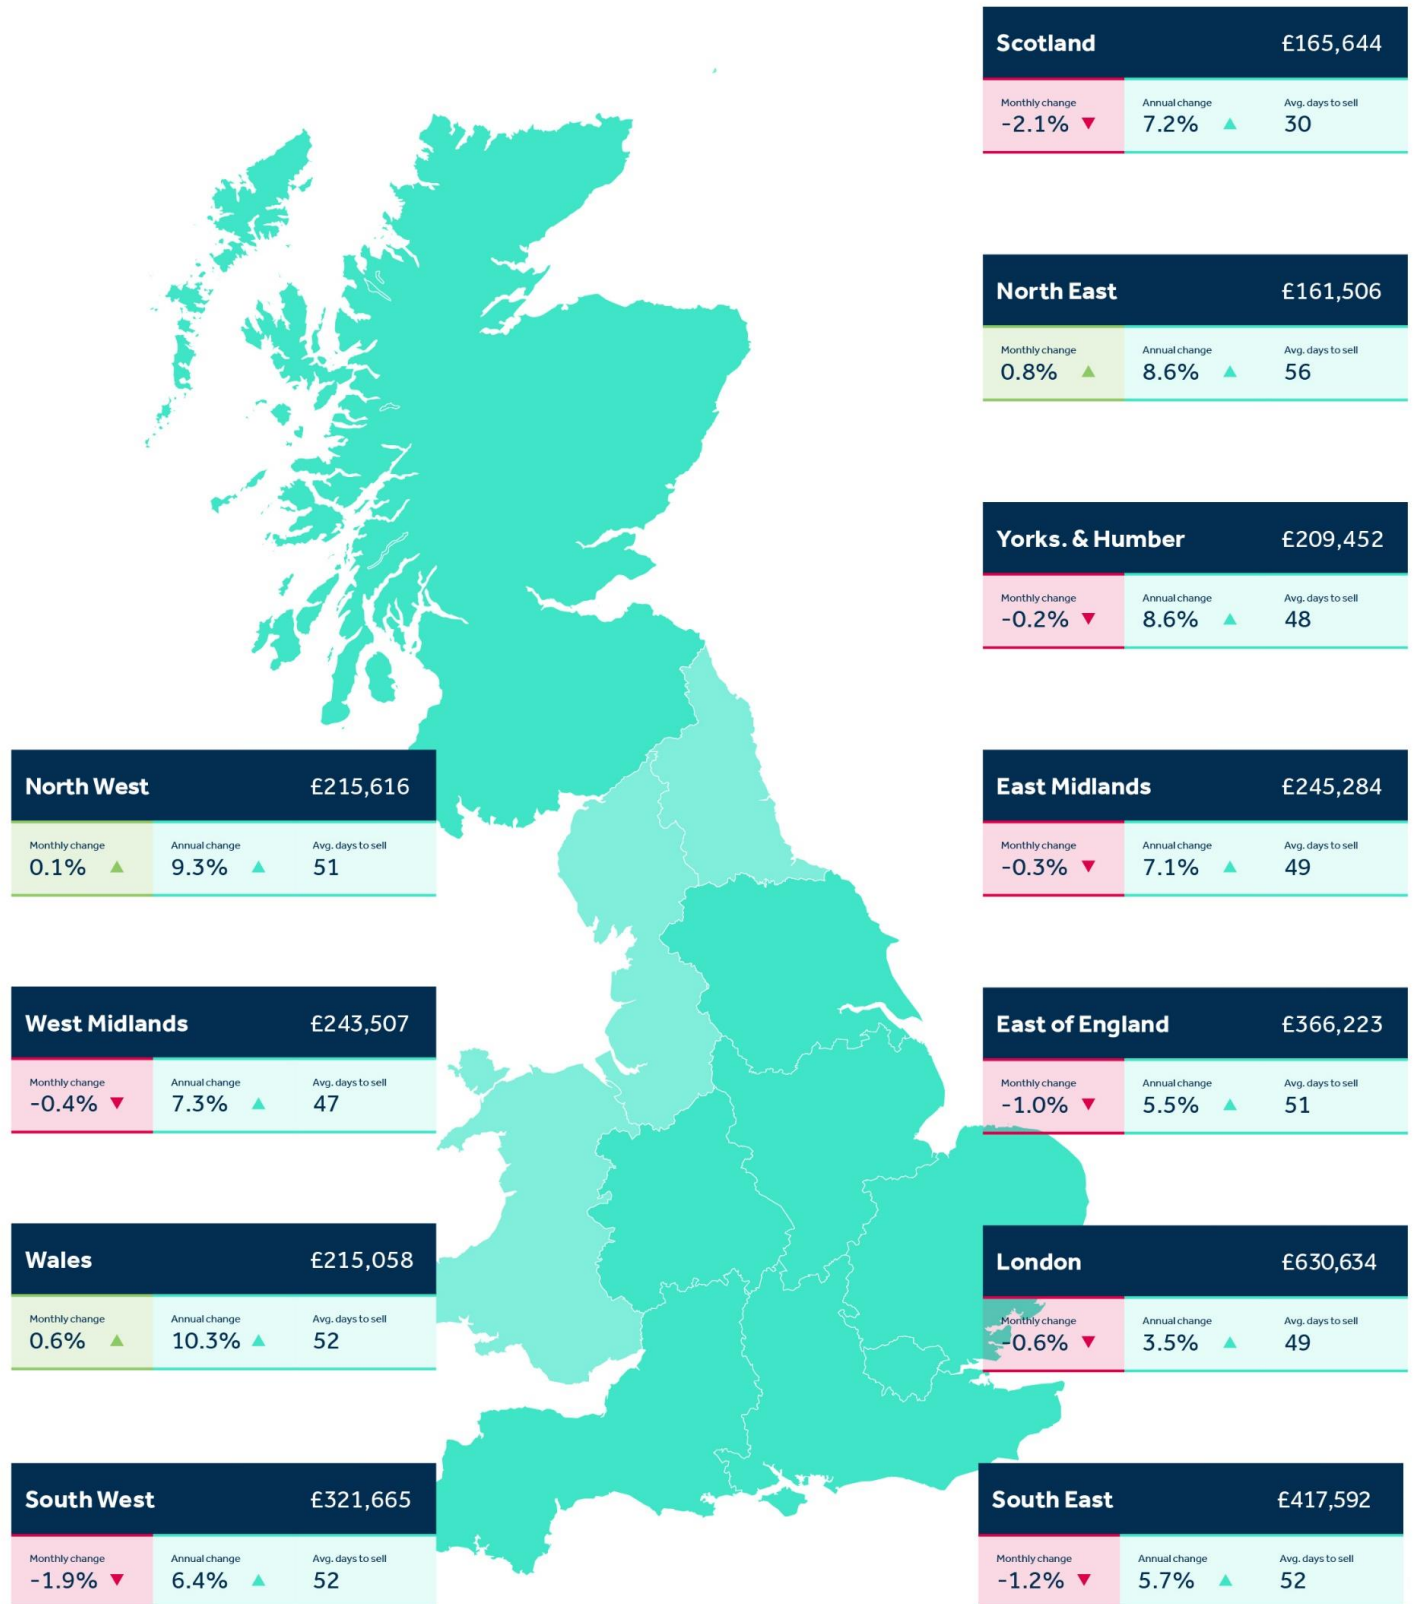 Scotland £165,644
Monthly change Annual change Avg. days to sell
-2.1% ▼ 7.2% ▲ 30
North East £161,506
Monthly change Annual change Avg. days to sell
0.8% ▲ 8.6% ▲ 56
Yorks. & Humber £209,452
Monthly change Annual change Avg. days to sell
-0.2% ▼ 8.6% ▲ 48
North West £215,616
Monthly change Annual change Avg. days to sell
0.1% ▲ 9.3% ▲ 51
East Midlands £245,284
Monthly change Annual change Avg. days to sell
-0.3% ▼ 7.1% ▲ 49
West Midlands £243,507
Monthly change Annual change Avg. days to sell
-0.4% ▼ 7.3% ▲ 47
East of England £366,223
Monthly change Annual change Avg. days to sell
-1.0% ▼ 5.5% ▲ 51
Wales £215,058
Monthly change Annual change Avg. days to sell
0.6% ▲ 10.3% ▲ 52
London £630,634
Monthly change Annual change Avg. days to sell
-0.6% ▼ 3.5% ▲ 49
South West £321,665
Monthly change Annual change Avg. days to sell
-1.9% ▼ 6.4% ▲ 52
South East £417,592
Monthly change Annual change Avg. days to sell
-1.2% ▼ 5.7% ▲ 52